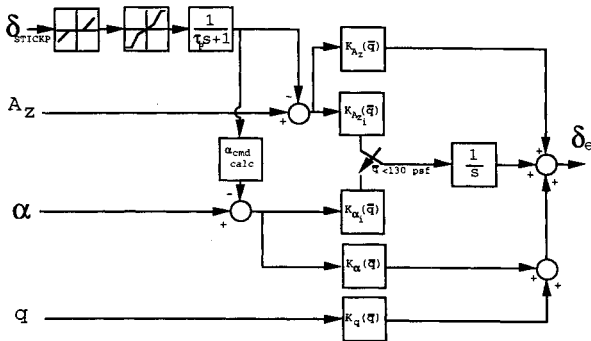 δSTICKP
1
τps+1
KAz(q̄)
Az
- +
KAzi(q̄)
αcmd
calc
q̄<130 psf
1
s
+ + +
δe
-
α
+
Kαi(q̄)
Kα(q̄)
+ +
q
Kq(q̄)